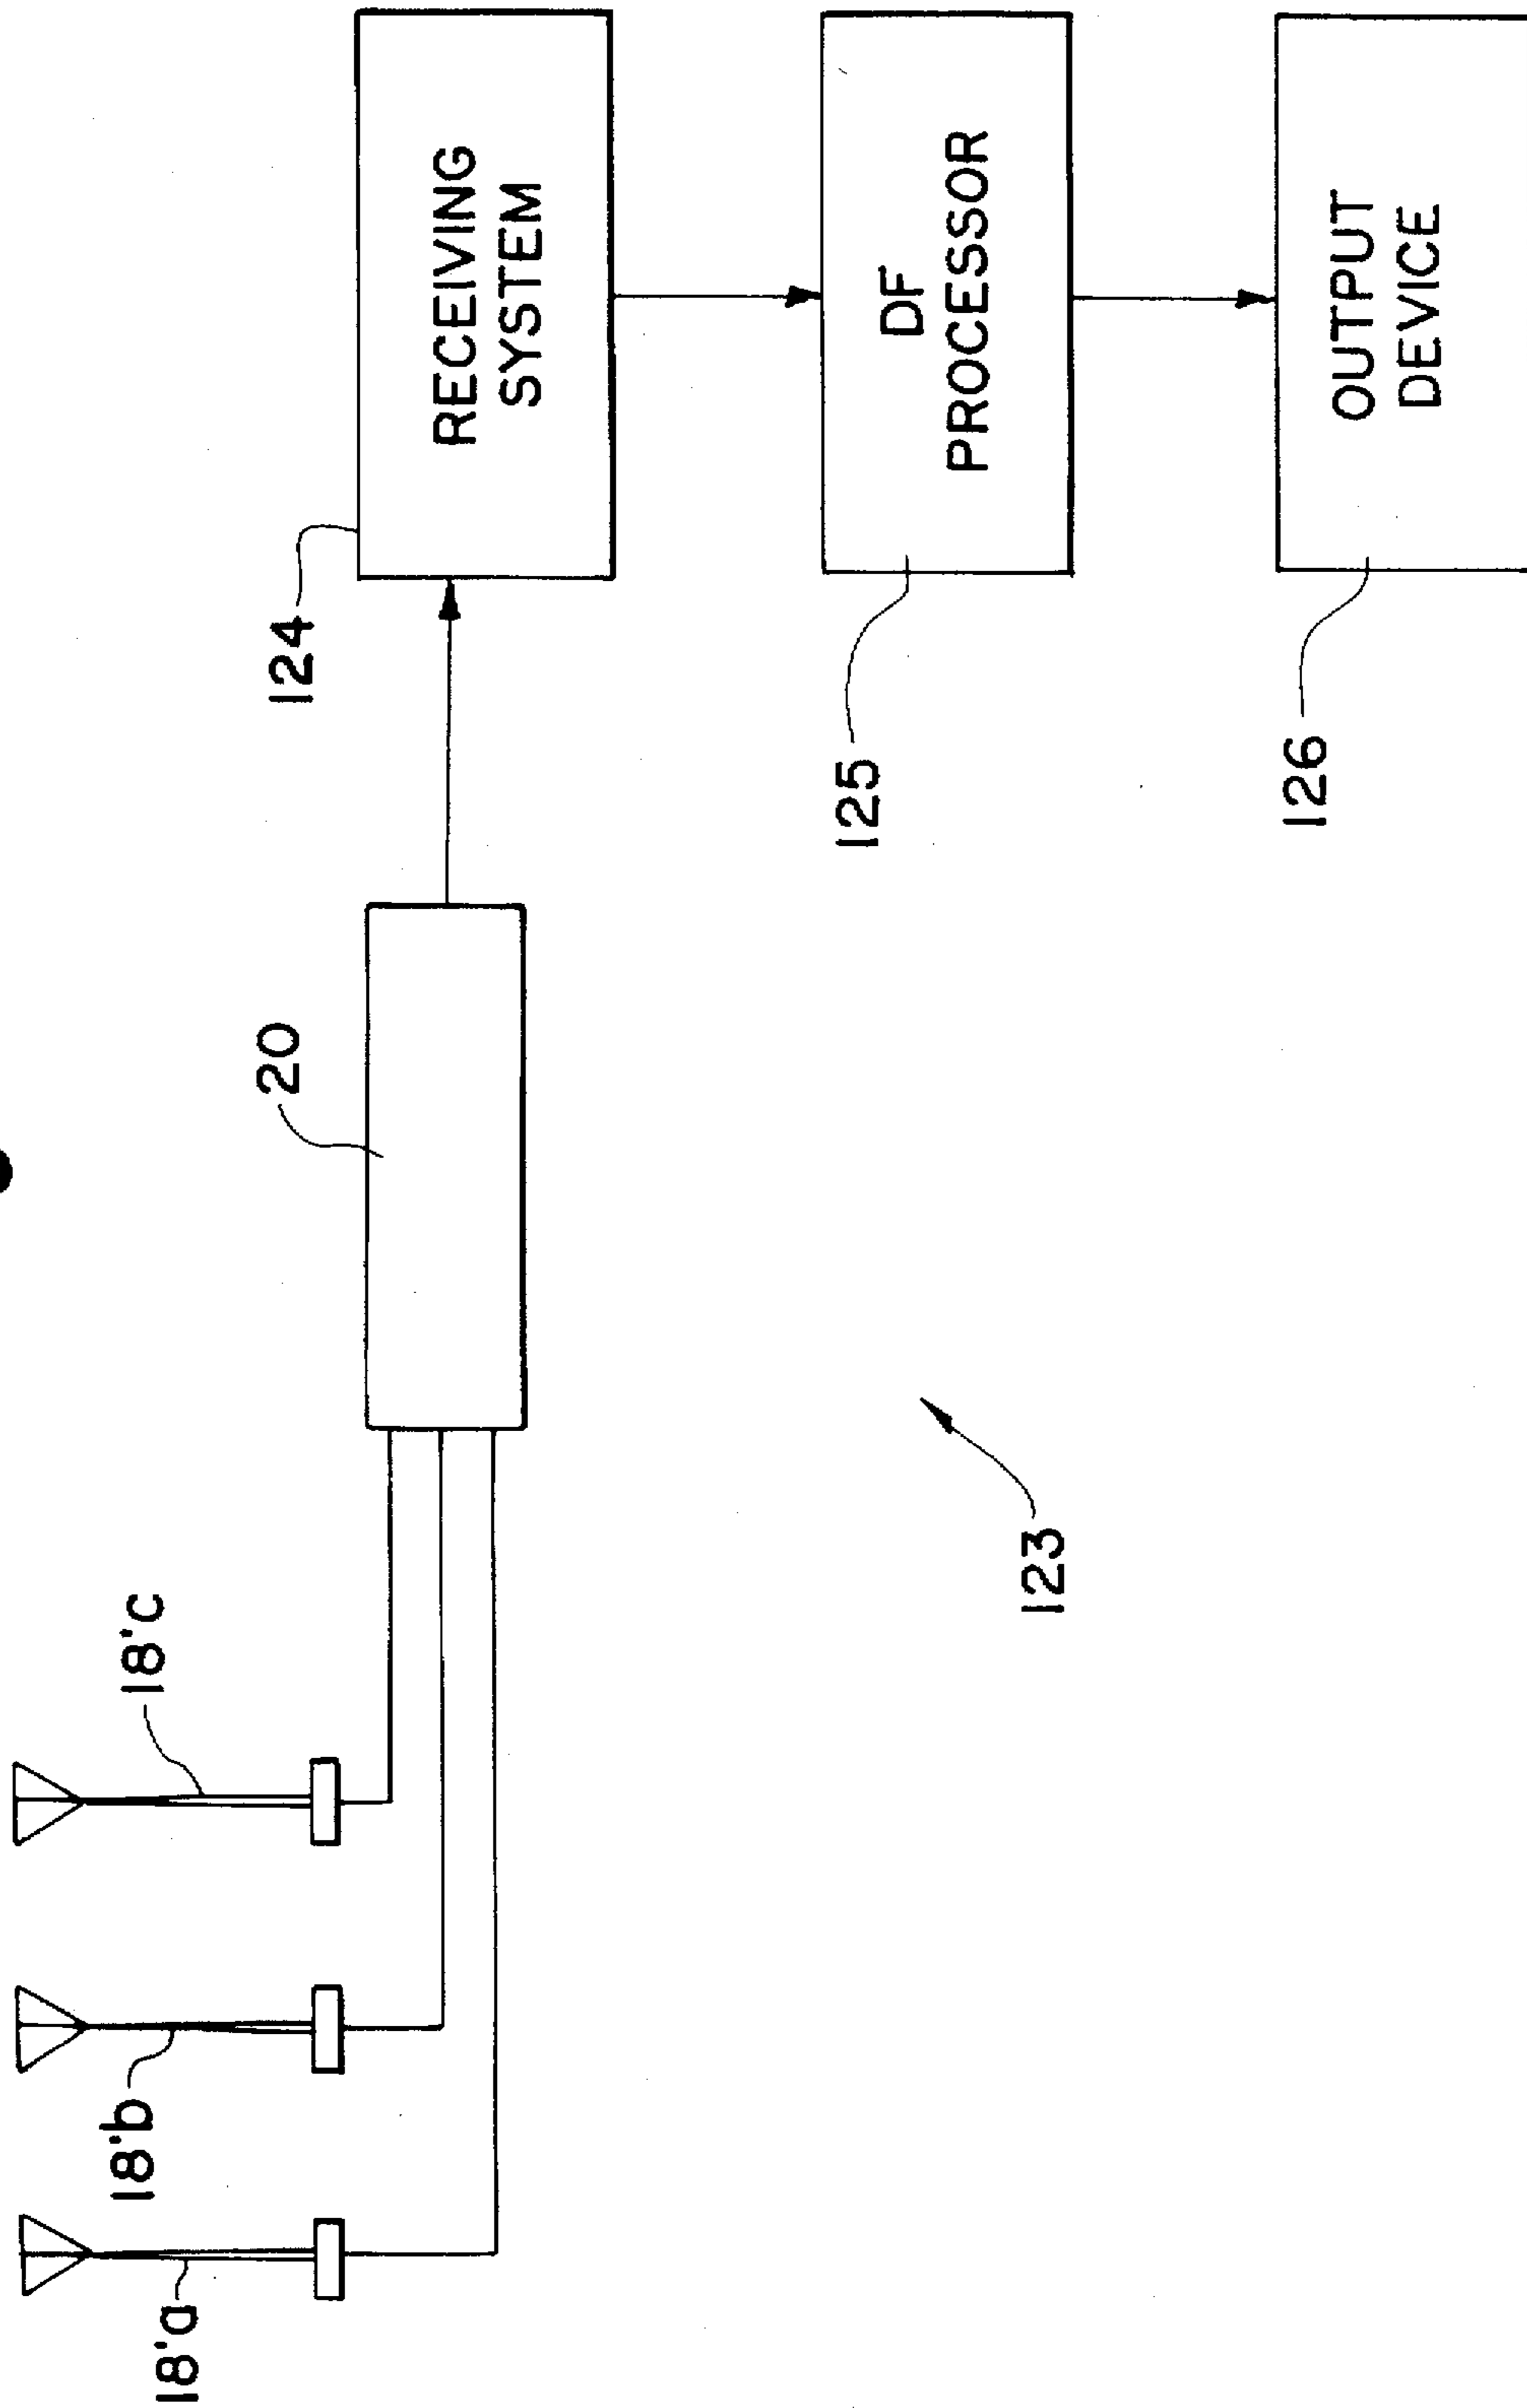 18'a
18'b
18'c
20
123
124
RECEIVING
SYSTEM
125
DF
PROCESSOR
126
OUTPUT
DEVICE